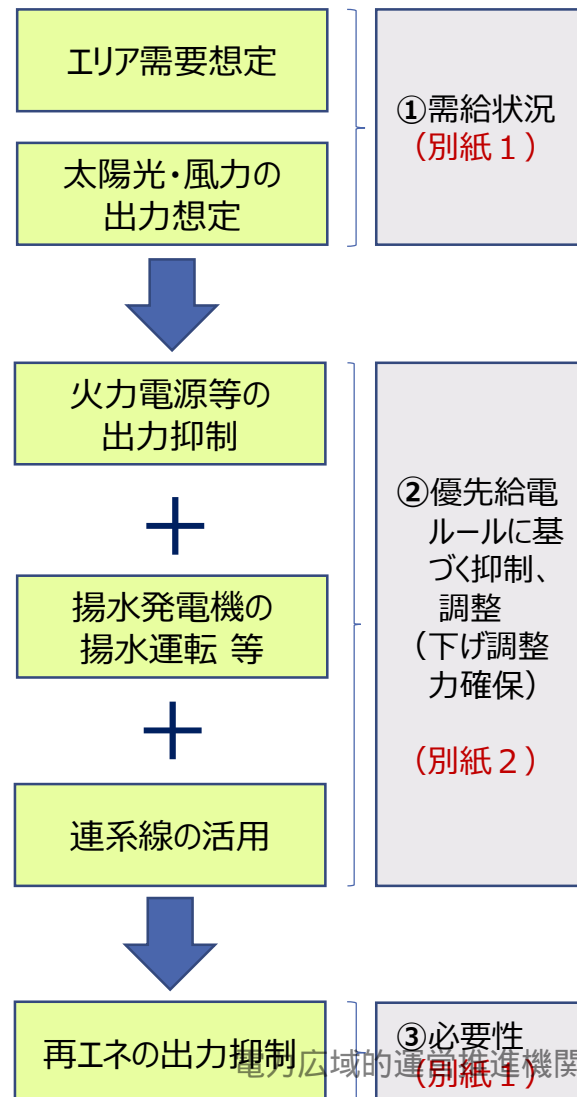 エリア需要想定
太陽光・風力の
出力想定
①需給状況
（別紙１）
火力電源等の
出力抑制
＋
揚水発電機の
揚水運転 等
＋
連系線の活用
②優先給電
ルールに基
づく抑制、
調整
（下げ調整
力確保）
（別紙２）
再エネの出力抑制
③必要性
（別紙１）
電力広域的運営推進機関